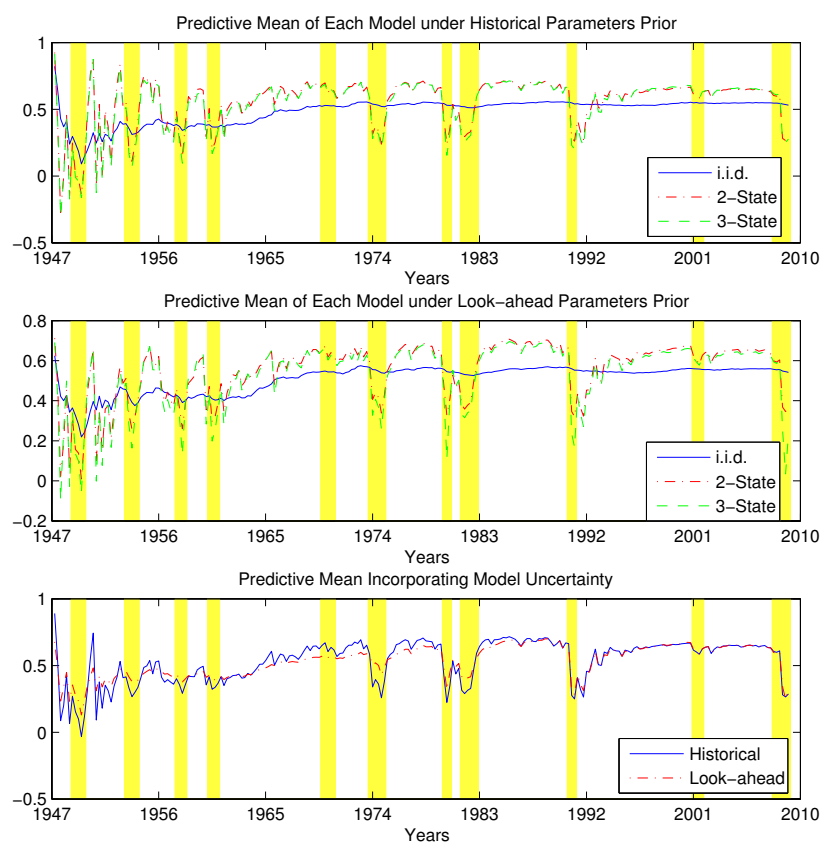 Predictive Mean of Each Model under Historical Parameters Prior
1
0.5
0
−0.5
i.i.d.
2−State
3−State
1947 1956 1965 1974 1983 1992 2001 2010
Years
Predictive Mean of Each Model under Look−ahead Parameters Prior
0.8
0.6
0.4
0.2
0
−0.2
i.i.d.
2−State
3−State
1947 1956 1965 1974 1983 1992 2001 2010
Years
Predictive Mean Incorporating Model Uncertainty
1
0.5
0
−0.5
Historical
Look−ahead
1947 1956 1965 1974 1983 1992 2001 2010
Years